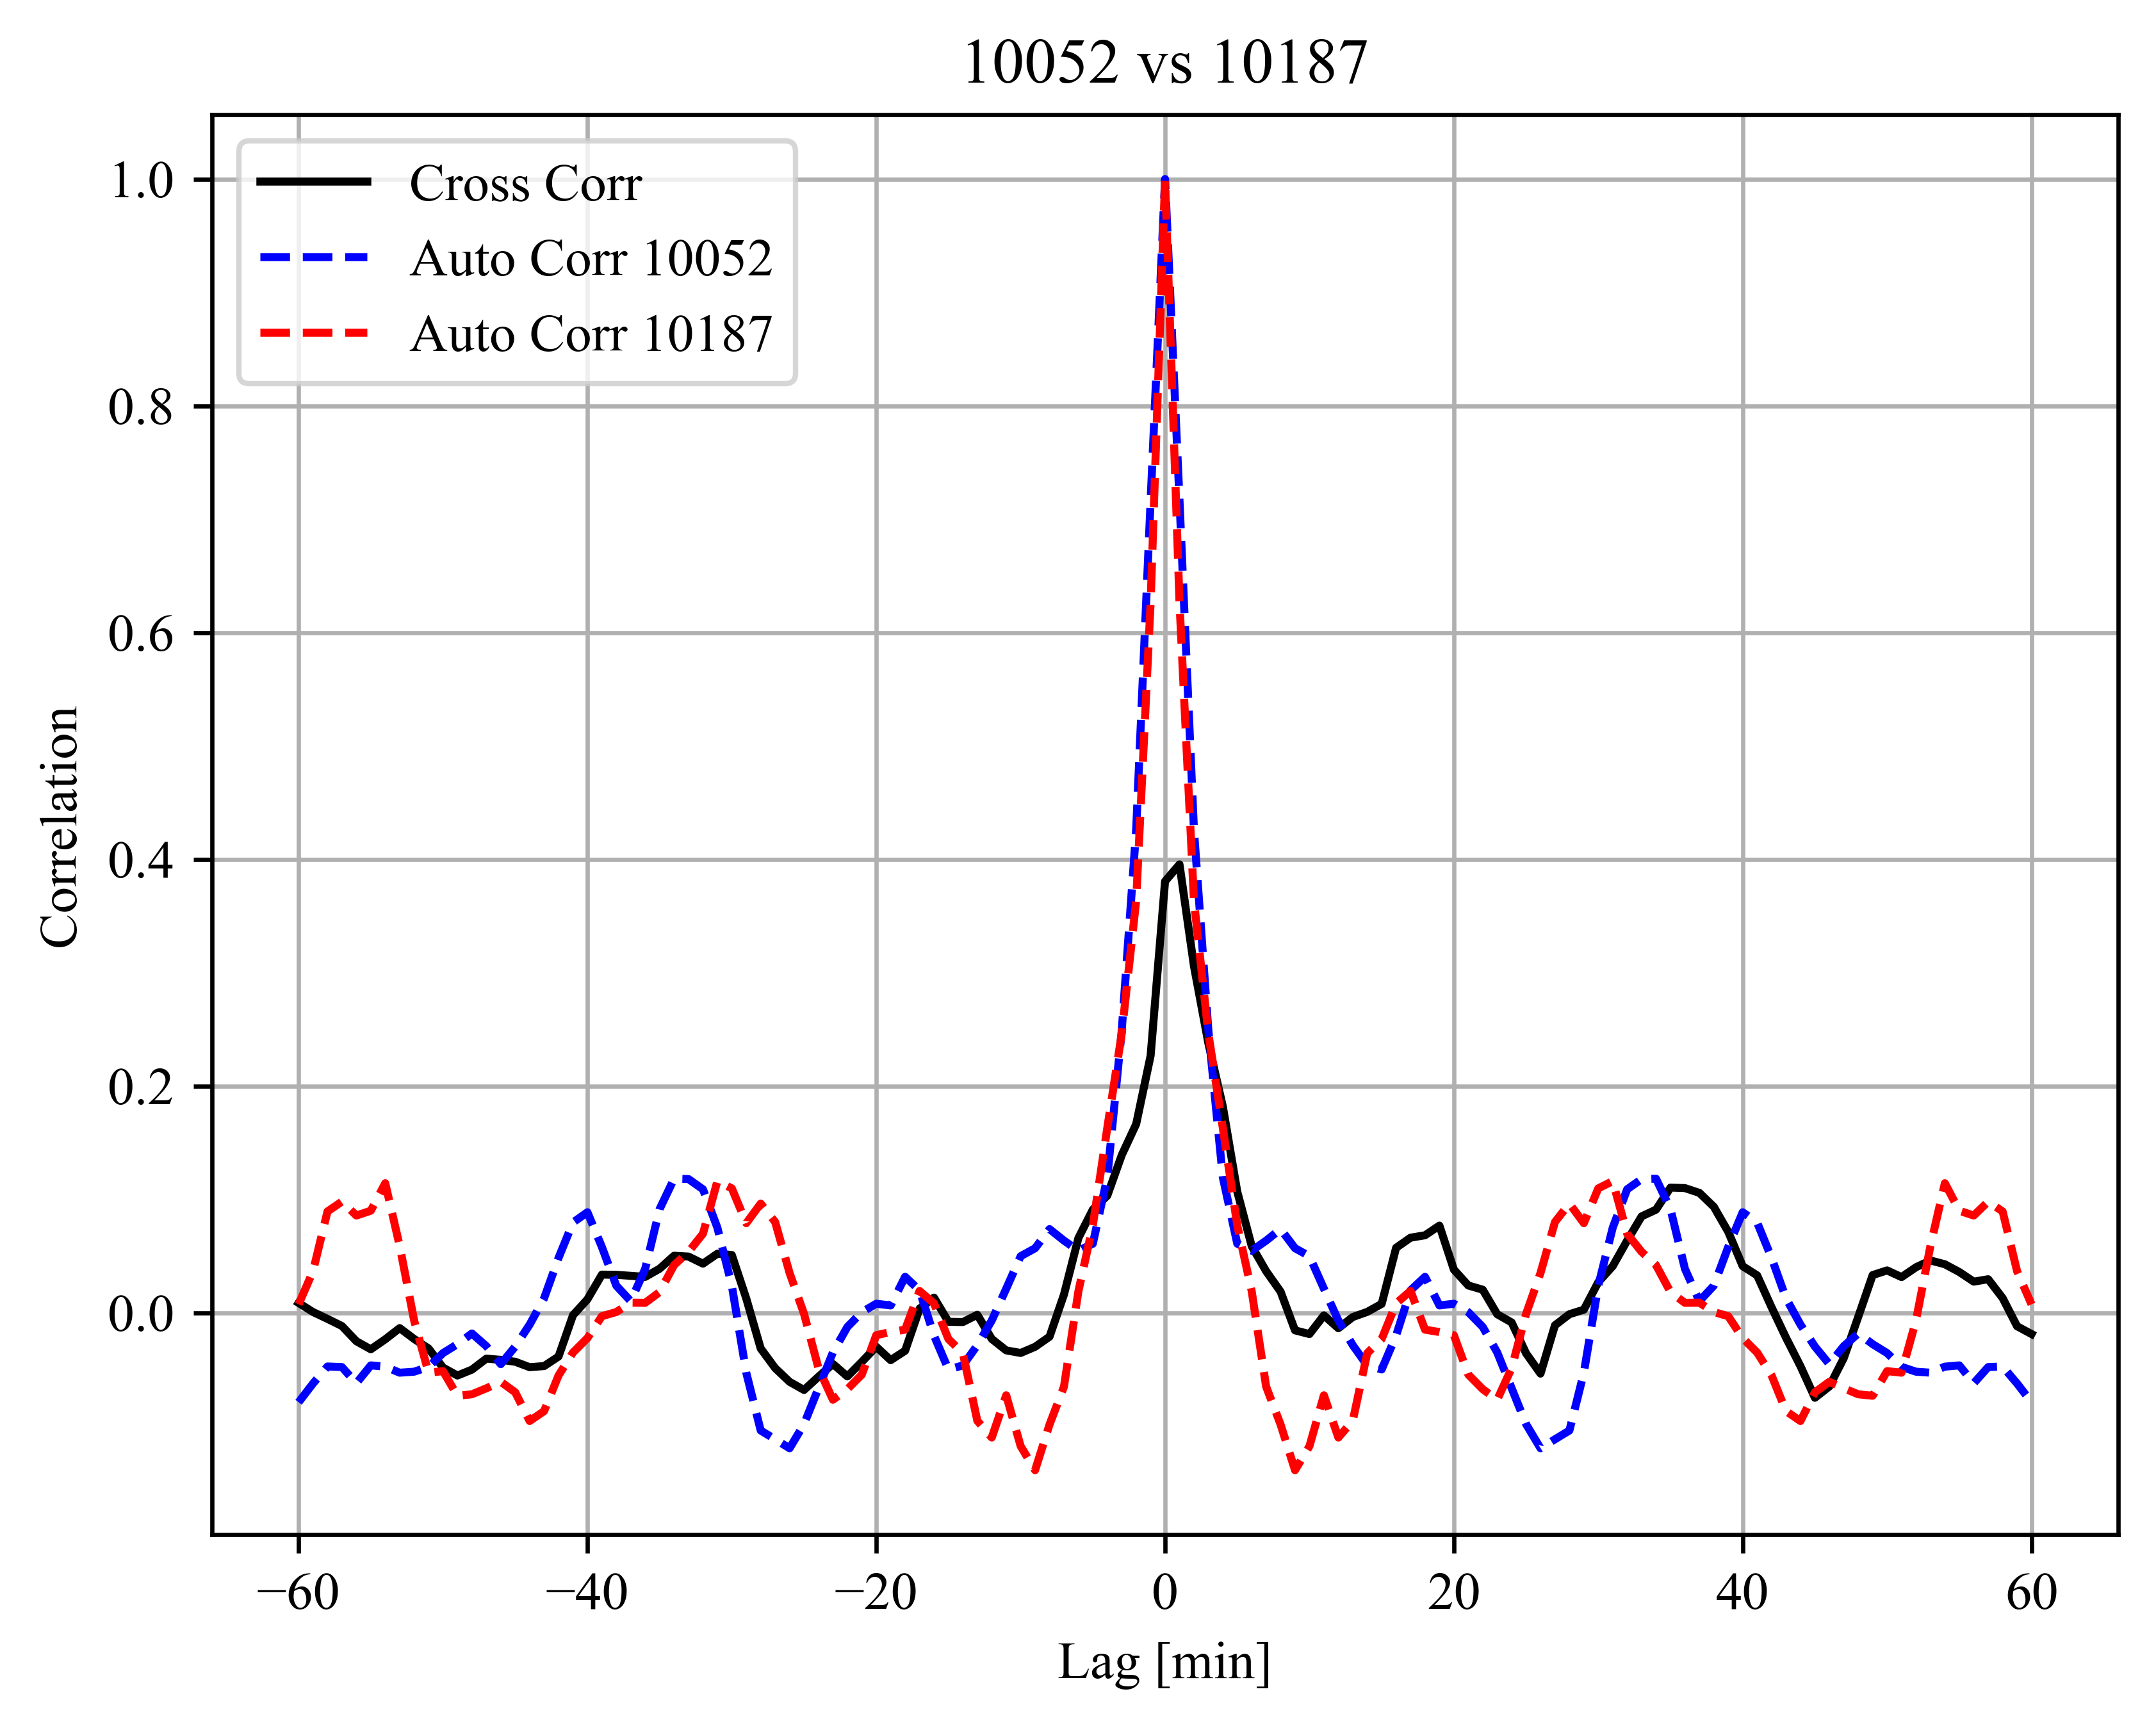 10052 vs 10187
Cross Corr
Auto Corr 10052
Auto Corr 10187
1.0
0.8
0.6
0.4
0.2
0.0
Correlation
−60 −40 −20 0 20 40 60
Lag [min]